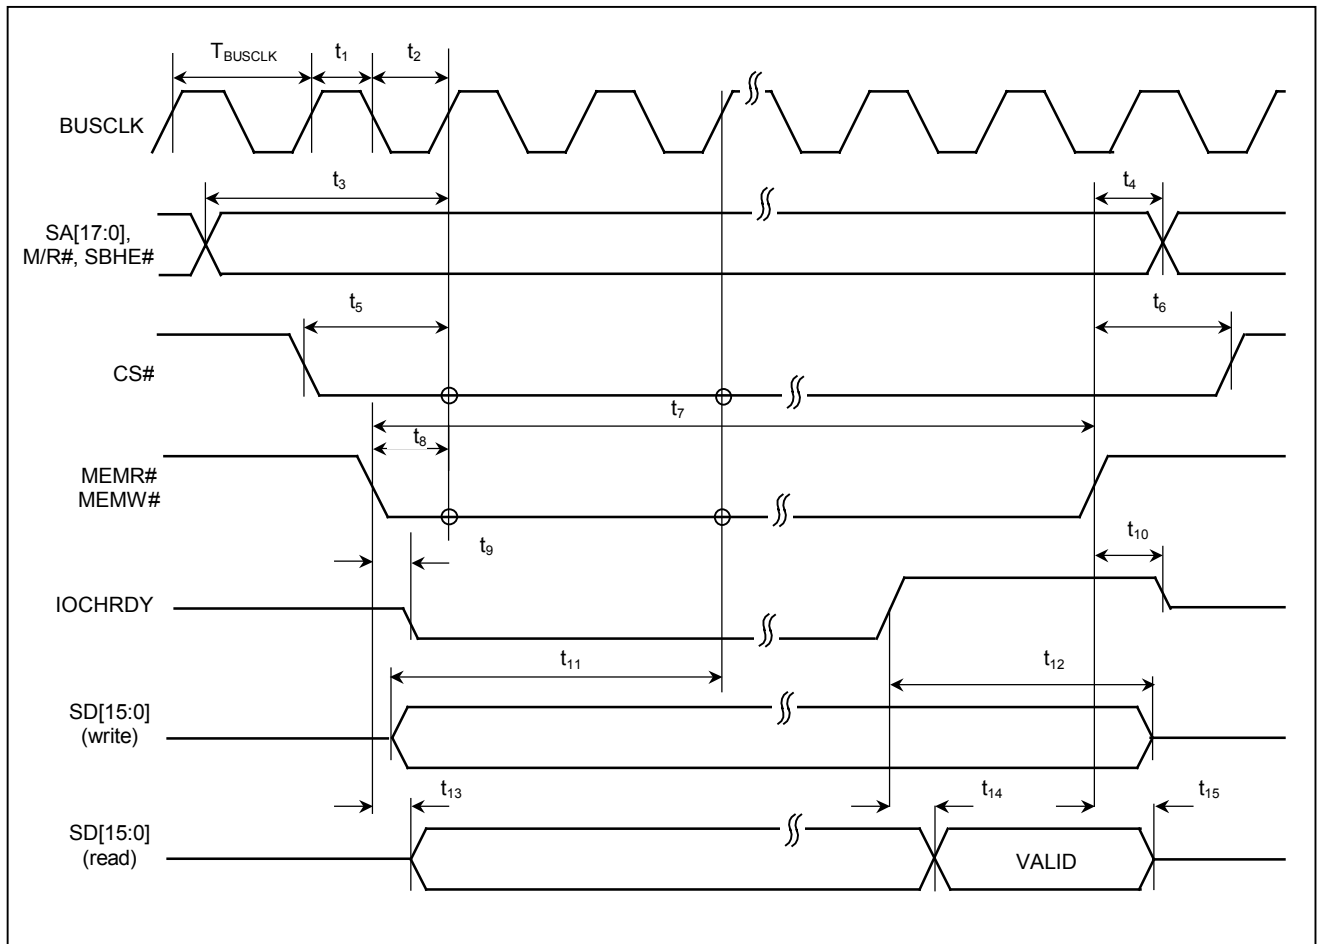 T_BUSCLK t₁ t₂
BUSCLK
t₃ t₄
SA[17:0],
M/R#, SBHE#
t₅ t₆
CS#
t₇
t₈
MEMR#
MEMW#
t₉ t₁₀
IOCHRDY
t₁₁ t₁₂
SD[15:0]
(write)
t₁₃ t₁₄ t₁₅
SD[15:0]
(read)
VALID